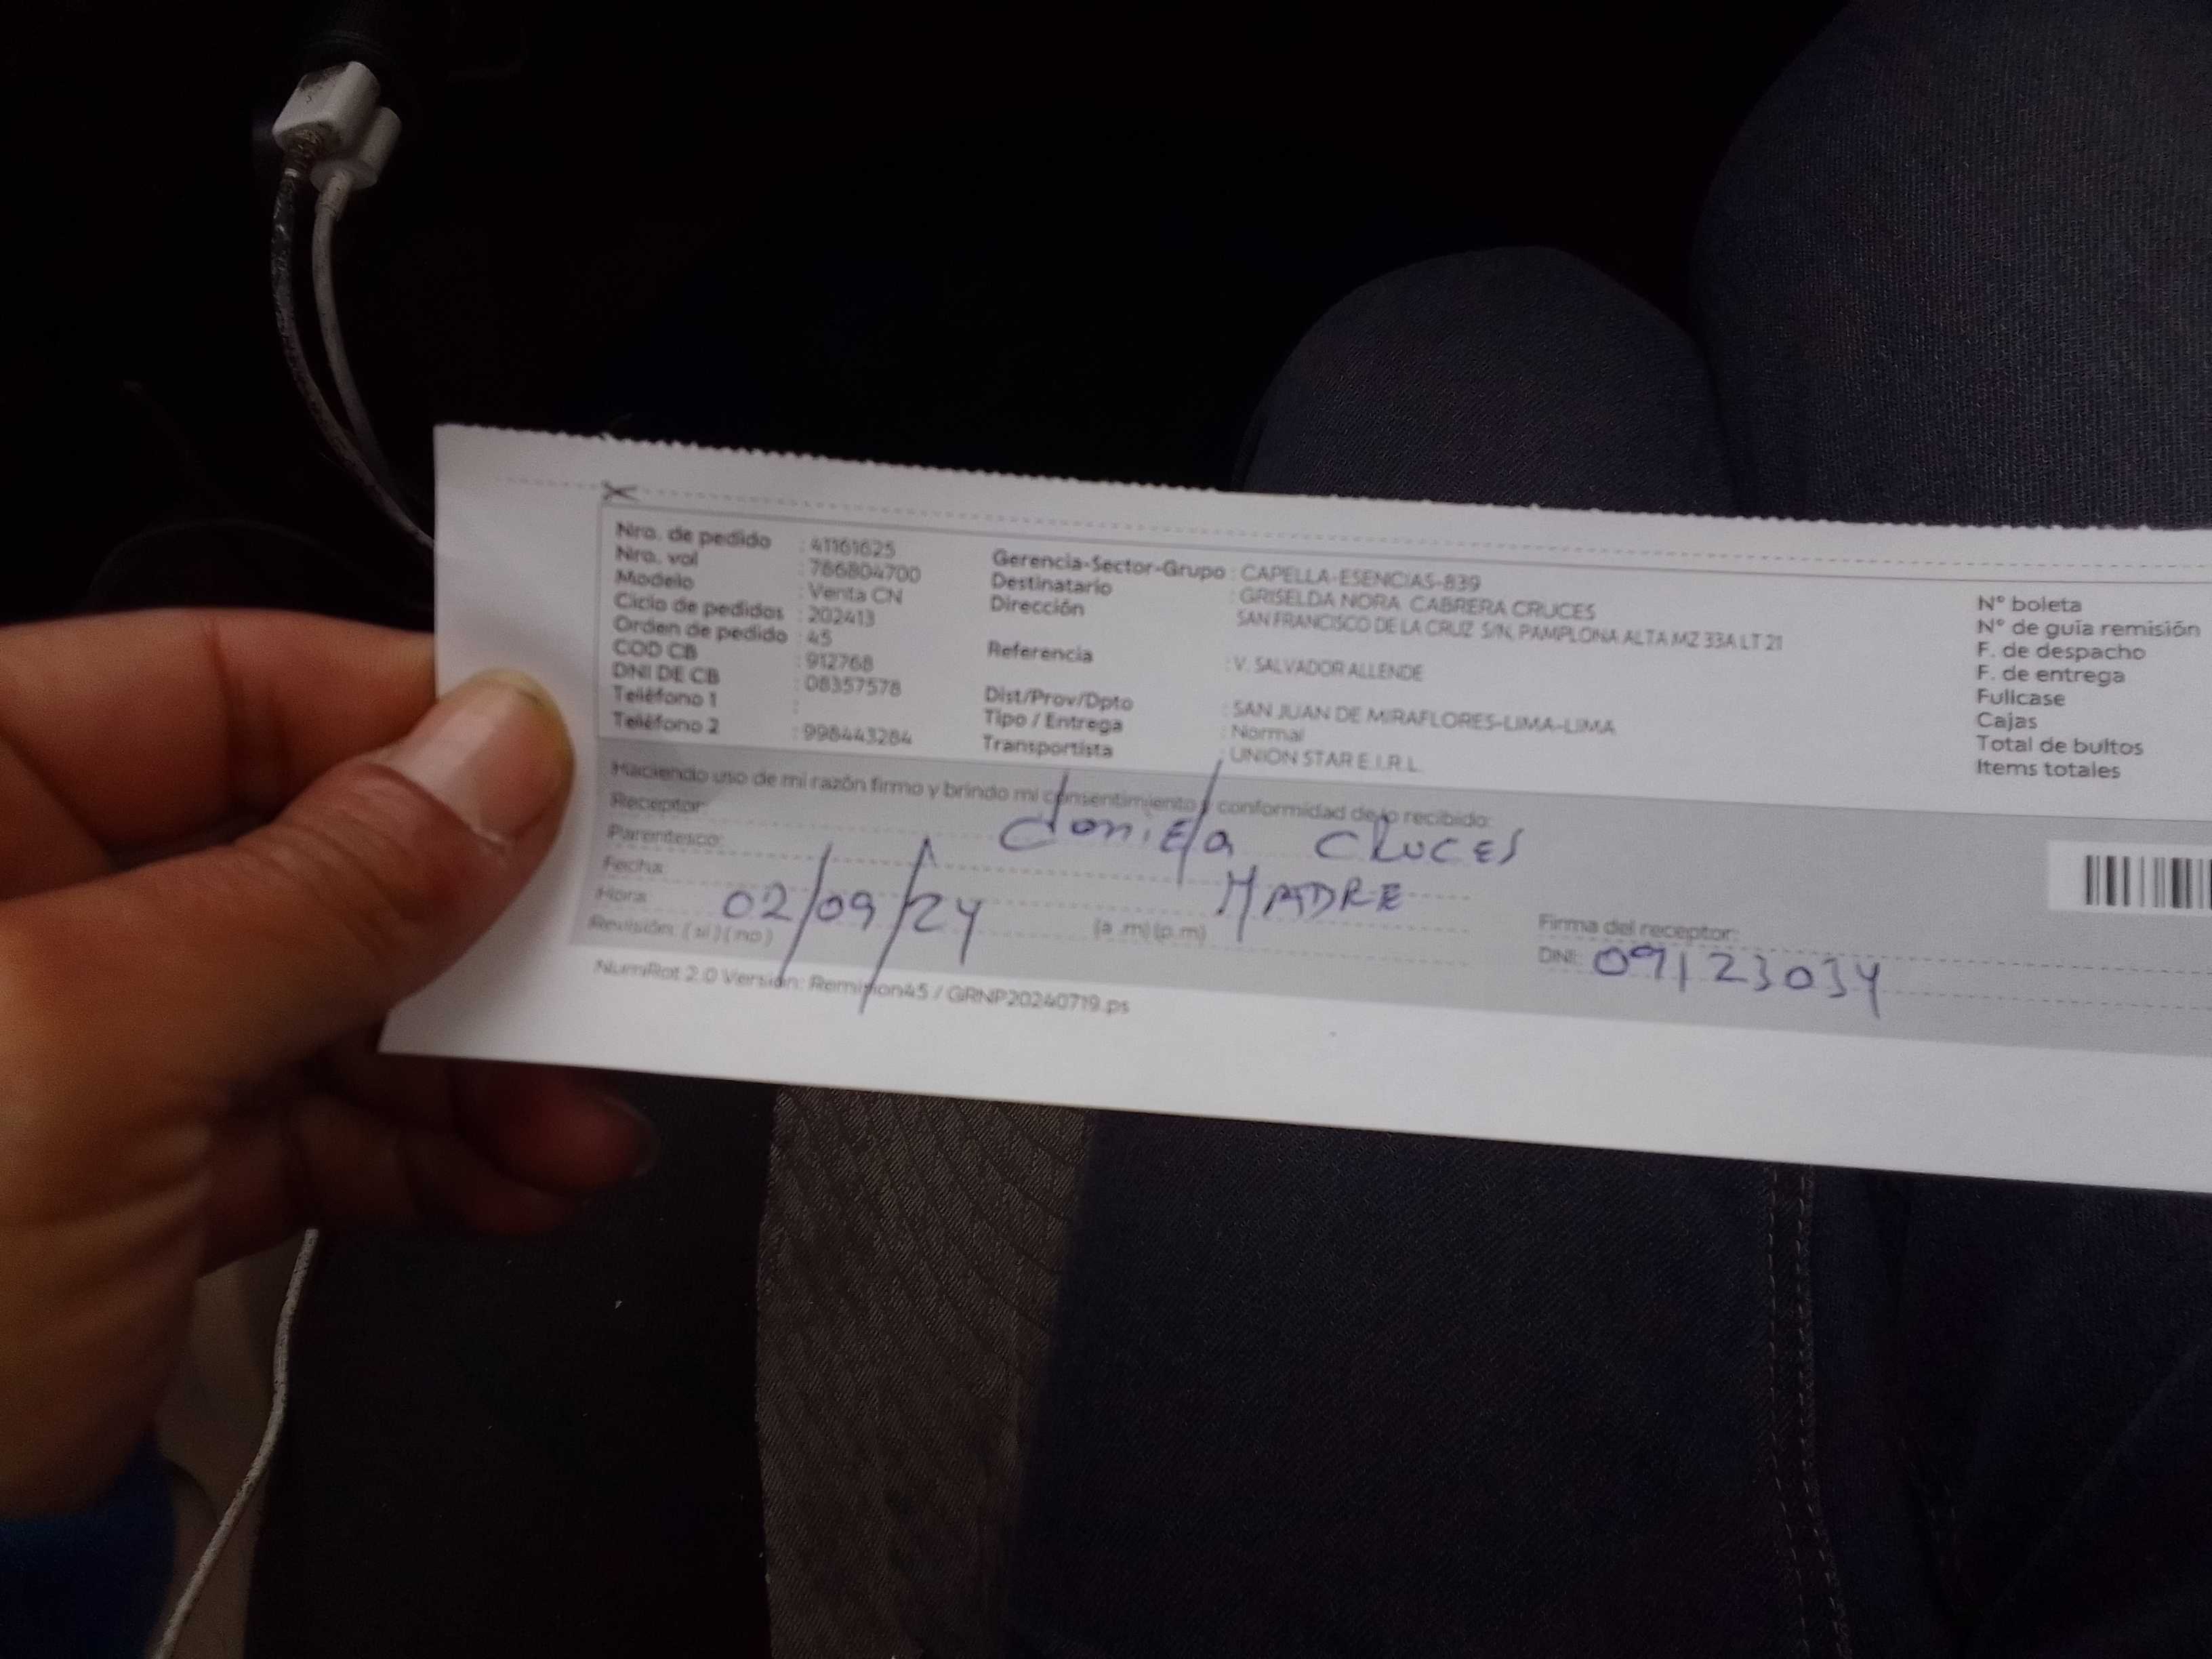 Nro. de pedido : 41161625
Nro. vol : 786804700
Modelo : Venta CN
Ciclo de pedidos : 202413
Orden de pedido : 45
COD CB : 912768
DNI DE CB : 08357578
Teléfono 1 :
Teléfono 2 : 998443284
Gerencia-Sector-Grupo : CAPELLA-ESENCIAS-839
Destinatario : GRISELDA NORA CABRERA CRUCES
Dirección : SAN FRANCISCO DE LA CRUZ S/N, PAMPLONA ALTA MZ 33A LT 21
Referencia : V. SALVADOR ALLENDE
Dist/Prov/Dpto : SAN JUAN DE MIRAFLORES-LIMA-LIMA
Tipo / Entrega : Normal
Transportista : UNION STAR E.I.R.L.
N° boleta
N° de guía remisión
F. de despacho
F. de entrega
Fullcase
Cajas
Total de bultos
Items totales
Haciendo uso de mi razón firmo y brindo mi consentimiento y conformidad de lo recibido:
Receptor: CRUCES
Parentesco: MADRE
Fecha: 02/09/24
Hora: (a .m) (p.m)
Revisión: ( si ) ( no )
Firma del receptor:
DNI: 09123034
NumiRot 2.0 Versión: Remision45 / GRNP20240719.ps